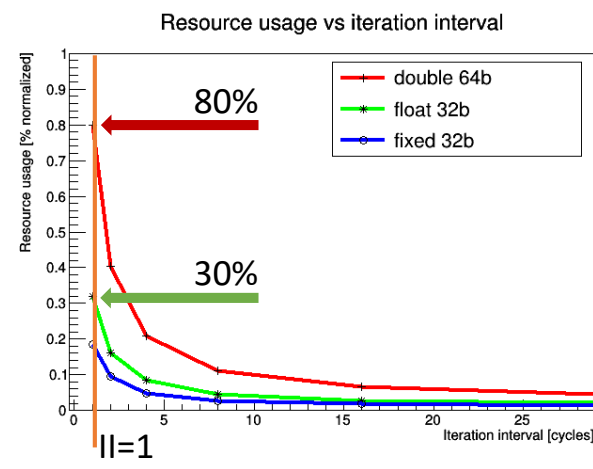 Resource usage vs iteration interval
Resource usage [% normalized]
1
0.9
0.8
0.7
0.6
0.5
0.4
0.3
0.2
0.1
0
80%
30%
double 64b
float 32b
fixed 32b
0
5
10
15
20
25
Iteration interval [cycles]
II=1